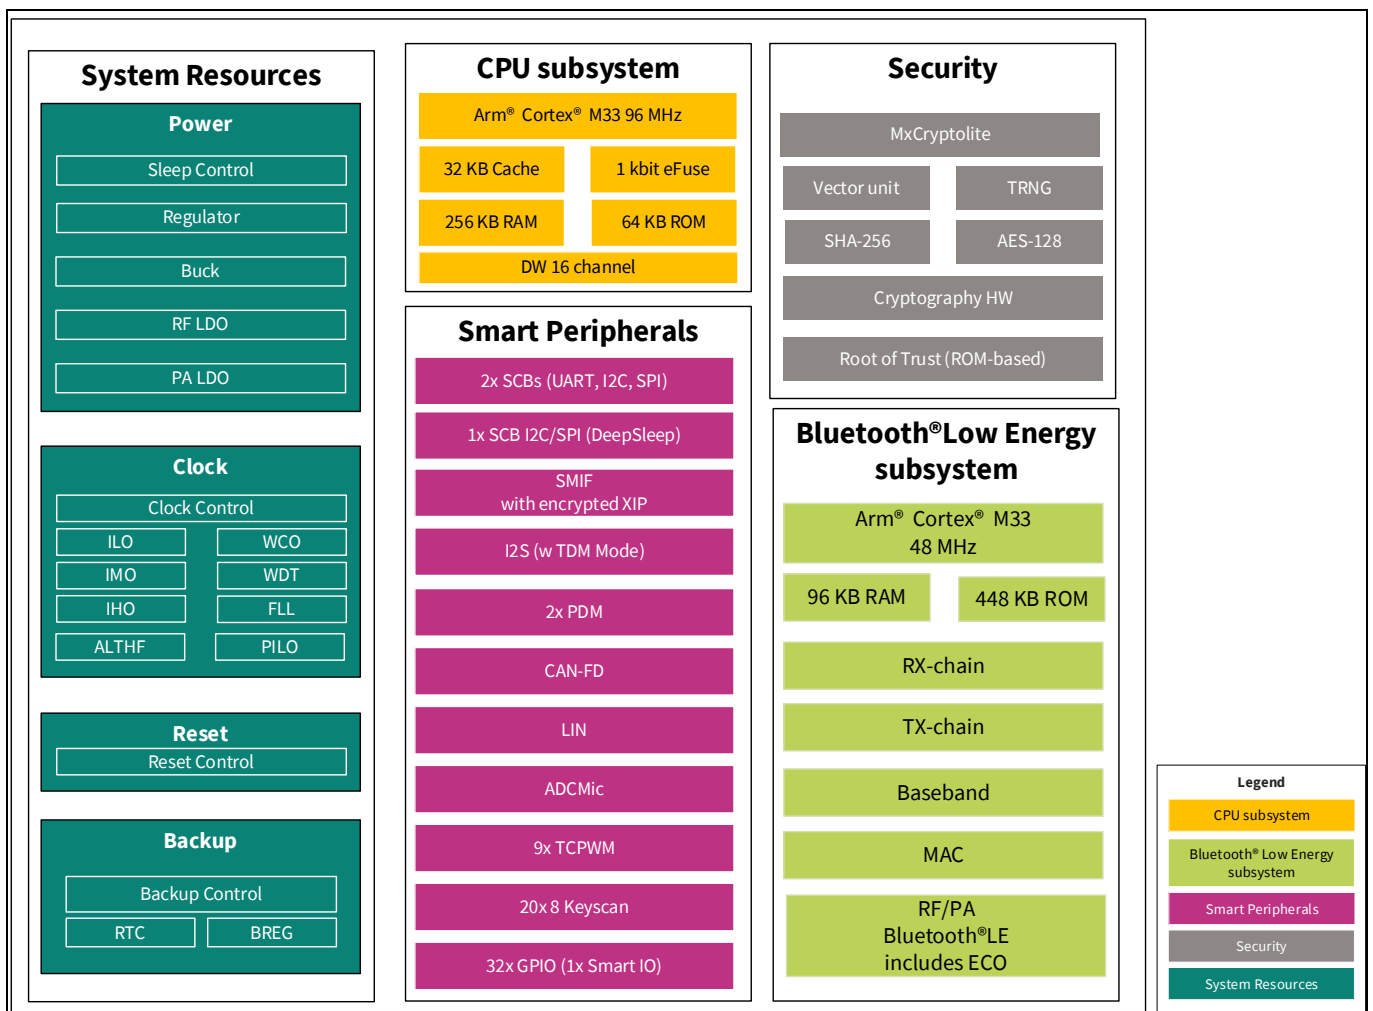 System Resources
Power
Sleep Control
Regulator
Buck
RF LDO
PA LDO
Clock
Clock Control
ILO
WCO
IMO
WDT
IHO
FLL
ALTHF
PILO
Reset
Reset Control
Backup
Backup Control
RTC
BREG
CPU subsystem
Arm® Cortex® M33 96 MHz
32 KB Cache
1 kbit eFuse
256 KB RAM
64 KB ROM
DW 16 channel
Smart Peripherals
2x SCBs (UART, I2C, SPI)
1x SCB I2C/SPI (DeepSleep)
SMIF
with encrypted XIP
I2S (w TDM Mode)
2x PDM
CAN-FD
LIN
ADCMic
9x TCPWM
20x 8 Keyscan
32x GPIO (1x Smart IO)
Security
MxCryptolite
Vector unit
TRNG
SHA-256
AES-128
Cryptography HW
Root of Trust (ROM-based)
Bluetooth®Low Energy
subsystem
Arm® Cortex® M33
48 MHz
96 KB RAM
448 KB ROM
RX-chain
TX-chain
Baseband
MAC
RF/PA
Bluetooth®LE
includes ECO
Legend
CPU subsystem
Bluetooth® Low Energy
subsystem
Smart Peripherals
Security
System Resources